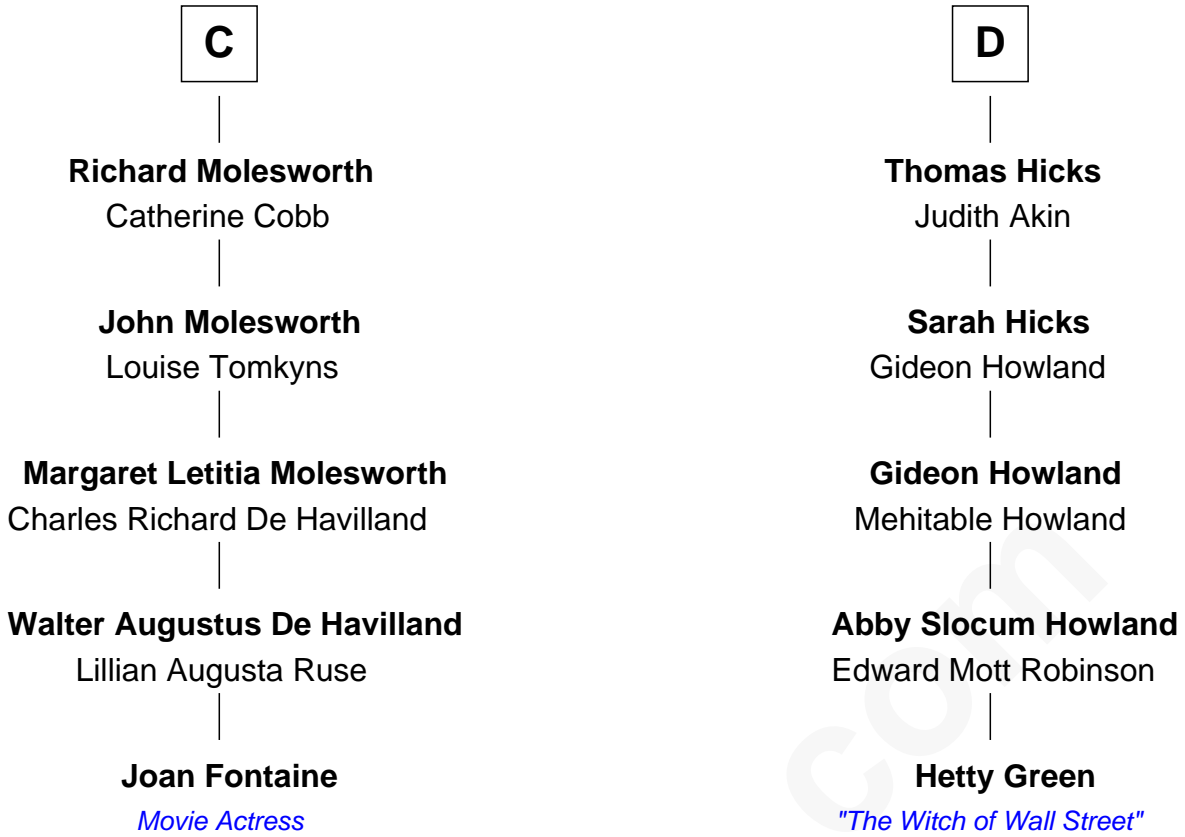 C
Richard Molesworth
Catherine Cobb
John Molesworth
Louise Tomkyns
Margaret Letitia Molesworth
Charles Richard De Havilland
Walter Augustus De Havilland
Lillian Augusta Ruse
Joan Fontaine
Movie Actress
D
Thomas Hicks
Judith Akin
Sarah Hicks
Gideon Howland
Gideon Howland
Mehitable Howland
Abby Slocum Howland
Edward Mott Robinson
Hetty Green
"The Witch of Wall Street"
com